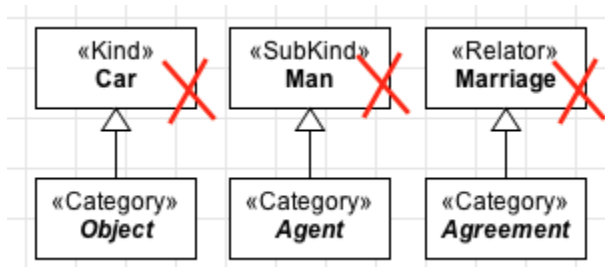 «Kind»
Car
«SubKind»
Man
«Relator»
Marriage
«Category»
Object
«Category»
Agent
«Category»
Agreement